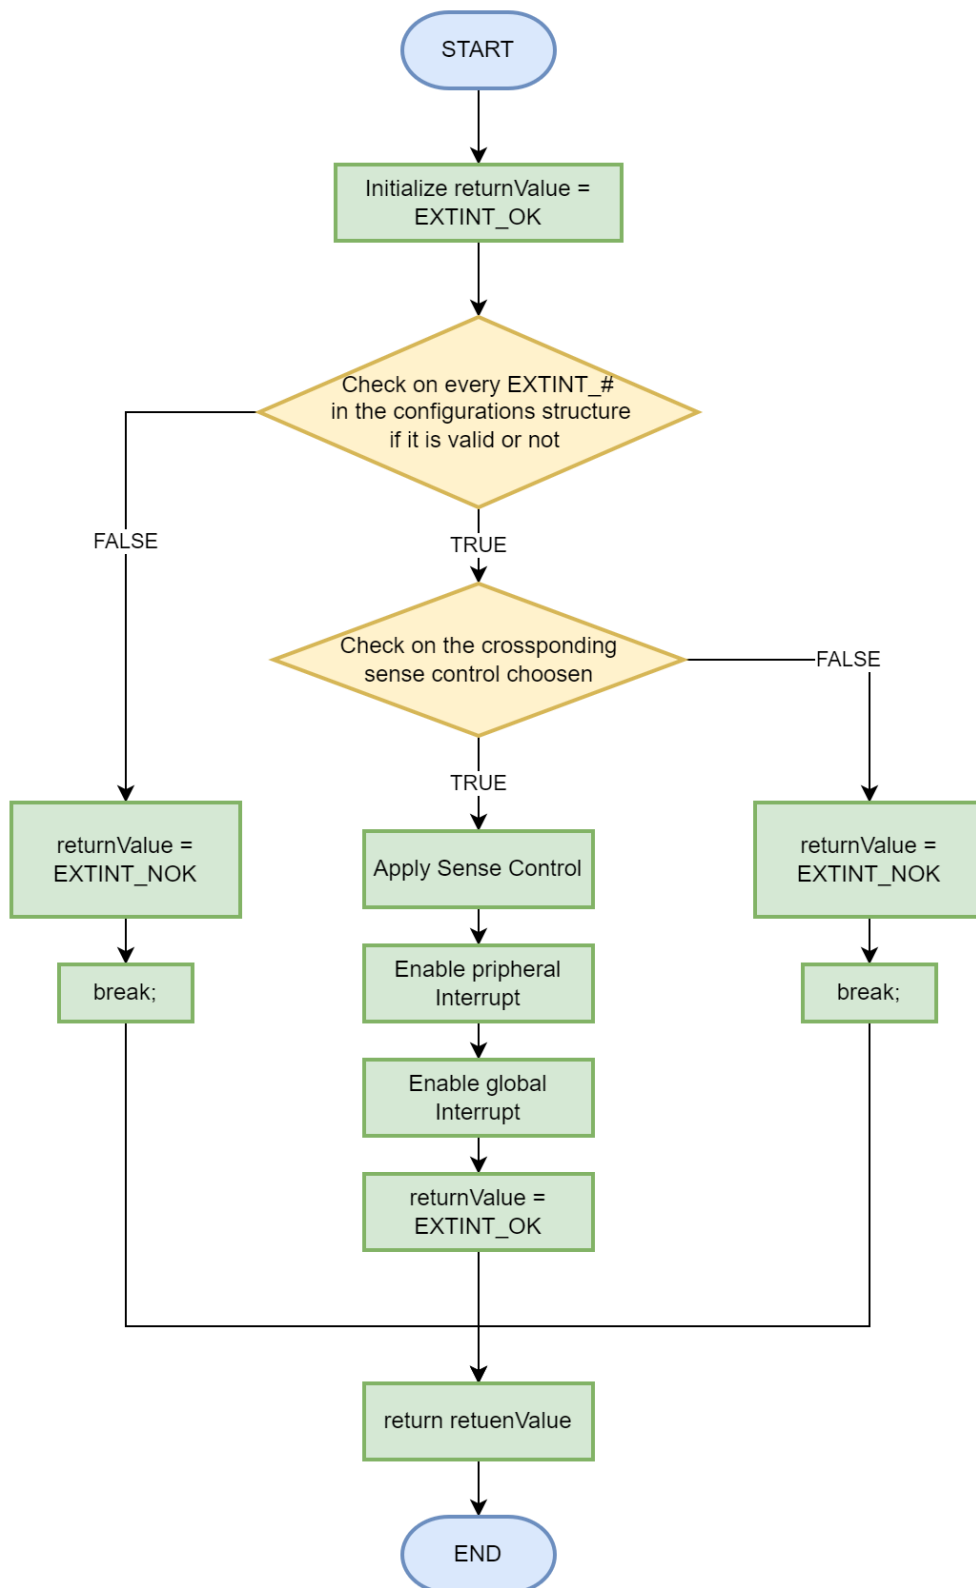 START
Initialize returnValue =
EXTINT_OK
Check on every EXTINT_#
in the configurations structure
if it is valid or not
FALSE
TRUE
Check on the crossponding
sense control choosen
FALSE
TRUE
returnValue =
EXTINT_NOK
Apply Sense Control
returnValue =
EXTINT_NOK
break;
Enable pripheral
Interrupt
break;
Enable global
Interrupt
returnValue =
EXTINT_OK
return retuenValue
END